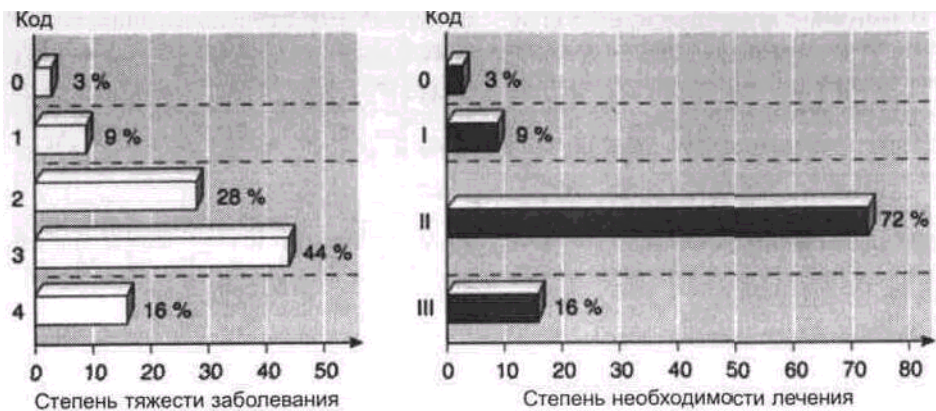 Код
0 3 %
1 9 %
2 28 %
3 44 %
4 16 %
0 10 20 30 40 50
Степень тяжести заболевания
Код
0 3 %
I 9 %
II 72 %
III 16 %
0 10 20 30 40 50 60 70 80
Степень необходимости лечения